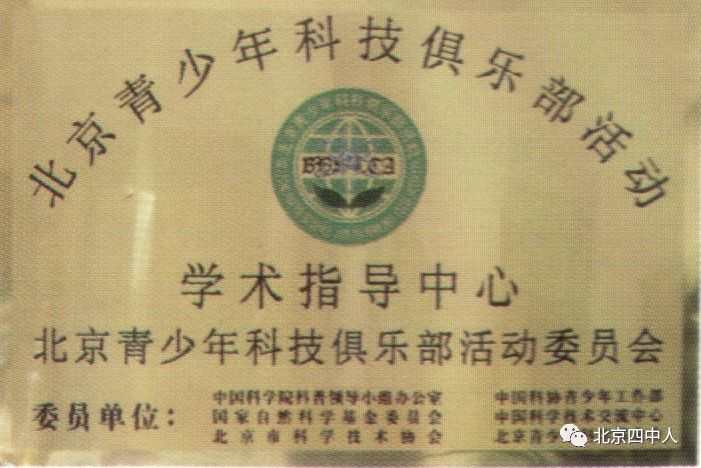 北京青少年科技俱乐部活动
学术指导中心
北京青少年科技俱乐部活动委员会
委员单位：
中国科学院科普领导小组办公室
国家自然科学基金委员会
北京市科学技术协会
中国科协青少年工作部
中国科学技术交流中心
北京青少
北京四中人